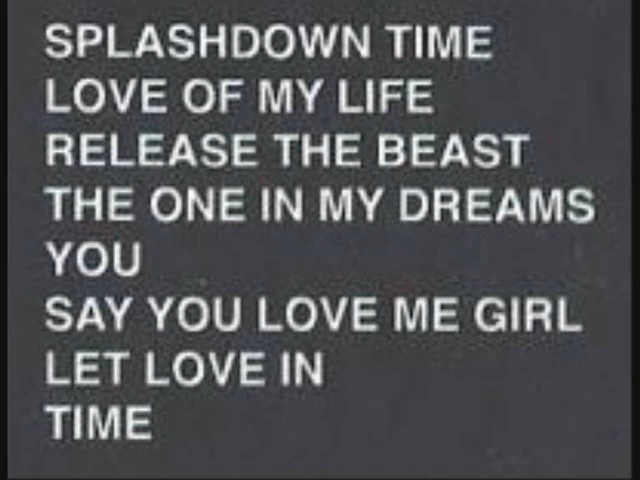 SPLASHDOWN TIME
LOVE OF MY LIFE
RELEASE THE BEAST
THE ONE IN MY DREAMS
YOU
SAY YOU LOVE ME GIRL
LET LOVE IN
TIME